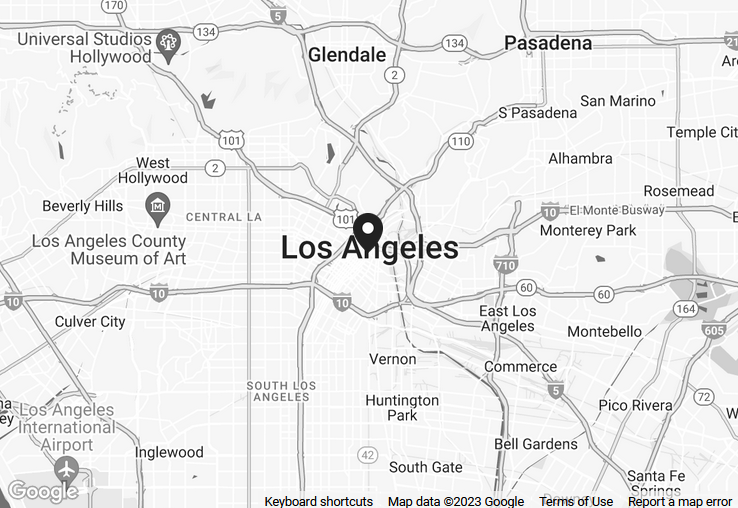 170
5
134
Universal Studios
Hollywood
Glendale
134
Pasadena
2
San Marino
S Pasadena
101
110
Temple City
Alhambra
West
Hollywood
2
Rosemead
Beverly Hills
CENTRAL LA
101
10
El Monte Busway
Los Angeles County
Museum of Art
Los Angeles
Monterey Park
710
60
60
10
10
10
164
Culver City
East Los
Angeles
Montebello
605
Vernon
Commerce
SOUTH LOS
ANGELES
5
72
Huntington
Park
Pico Rivera
Los Angeles
International
Airport
Inglewood
42
Bell Gardens
South Gate
Santa Fe
Springs
Google
Keyboard shortcuts
Map data ©2023 Google
Terms of Use
Report a map error